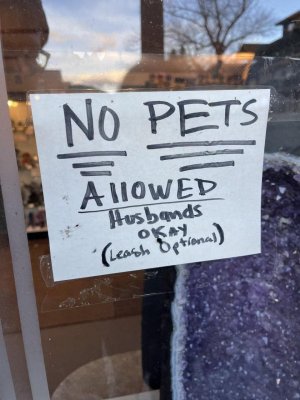 NO PETS
AllOWED
Husbands
OKAY
(Leash Optional)